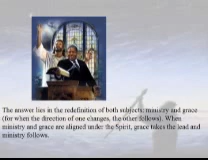 The answer lies in the redefinition of both subjects: ministry and grace
(for when the direction of one changes, the other follows). When
ministry and grace are aligned under the Spirit, grace takes the lead and
ministry follows.